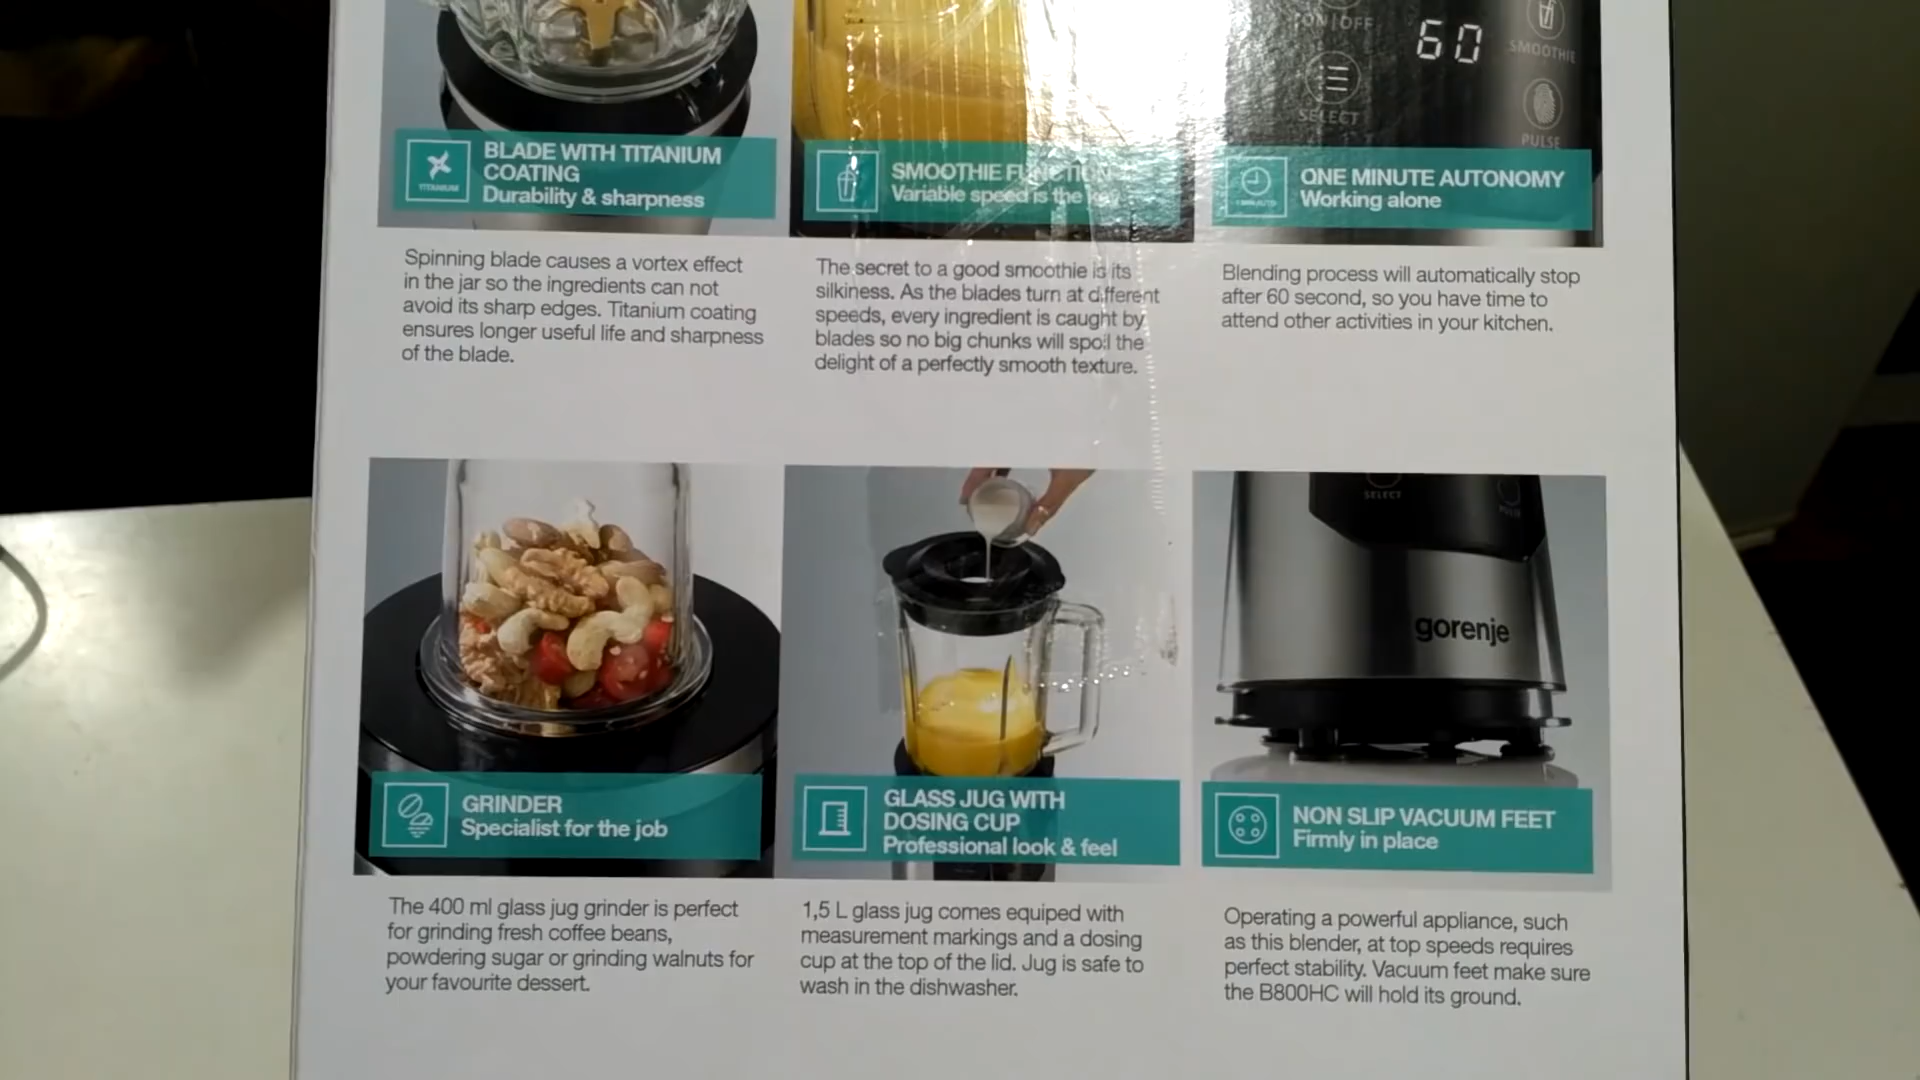 ON|OFF
60
SMOOTHIE
SELECT
PULSE
BLADE WITH TITANIUM
COATING
Durability & sharpness
TITANIUM
SMOOTHIE FUNCTION
Variable speed is the key
ONE MINUTE AUTONOMY
Working alone
Spinning blade causes a vortex effect
in the jar so the ingredients can not
avoid its sharp edges. Titanium coating
ensures longer useful life and sharpness
of the blade.
The secret to a good smoothie is its
silkiness. As the blades turn at different
speeds, every ingredient is caught by
blades so no big chunks will spoil the
delight of a perfectly smooth texture.
Blending process will automatically stop
after 60 second, so you have time to
attend other activities in your kitchen.
SELECT
PULSE
gorenje
GRINDER
Specialist for the job
GLASS JUG WITH
DOSING CUP
Professional look & feel
NON SLIP VACUUM FEET
Firmly in place
The 400 ml glass jug grinder is perfect
for grinding fresh coffee beans,
powdering sugar or grinding walnuts for
your favourite dessert.
1,5 L glass jug comes equiped with
measurement markings and a dosing
cup at the top of the lid. Jug is safe to
wash in the dishwasher.
Operating a powerful appliance, such
as this blender, at top speeds requires
perfect stability. Vacuum feet make sure
the B800HC will hold its ground.